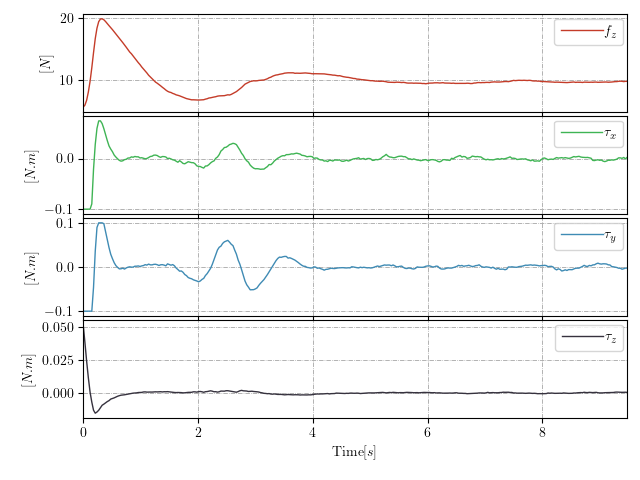 20
10
[N]
f_z
0.0
−0.1
[N.m]
τ_x
0.1
0.0
−0.1
[N.m]
τ_y
0.050
0.025
0.000
[N.m]
τ_z
0 2 4 6 8
Time[s]